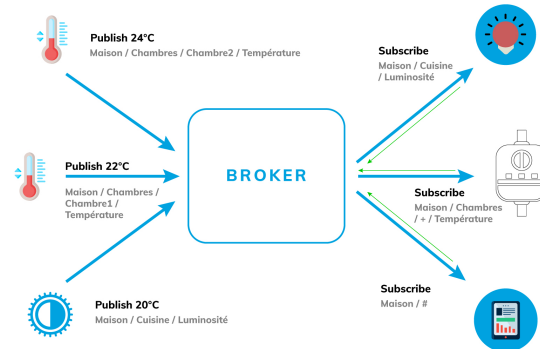 Publish 24°C
Maison / Chambres / Chambre2 / Température
Publish 22°C
Maison / Chambres /
Chambre1 /
Température
Publish 20°C
Maison / Cuisine / Luminosité
BROKER
Subscribe
Maison / Cuisine
/ Luminosité
Subscribe
Maison / Chambres
/ + / Température
Subscribe
Maison / #